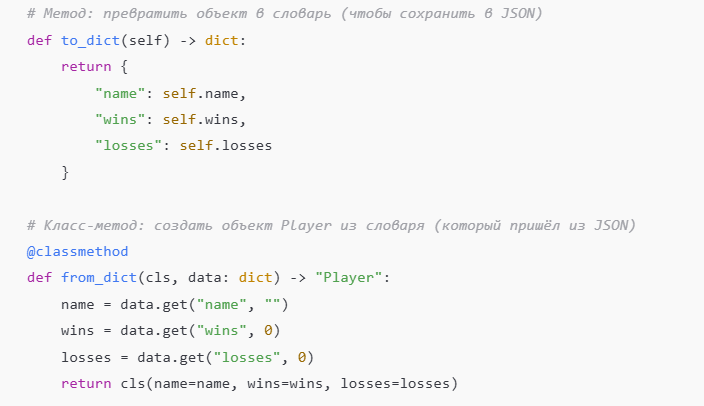 # Метод: превратить объект в словарь (чтобы сохранить в JSON)
def to_dict(self) -> dict:
    return {
        "name": self.name,
        "wins": self.wins,
        "losses": self.losses
    }
# Класс-метод: создать объект Player из словаря (который пришёл из JSON)
@classmethod
def from_dict(cls, data: dict) -> "Player":
    name = data.get("name", "")
    wins = data.get("wins", 0)
    losses = data.get("losses", 0)
    return cls(name=name, wins=wins, losses=losses)